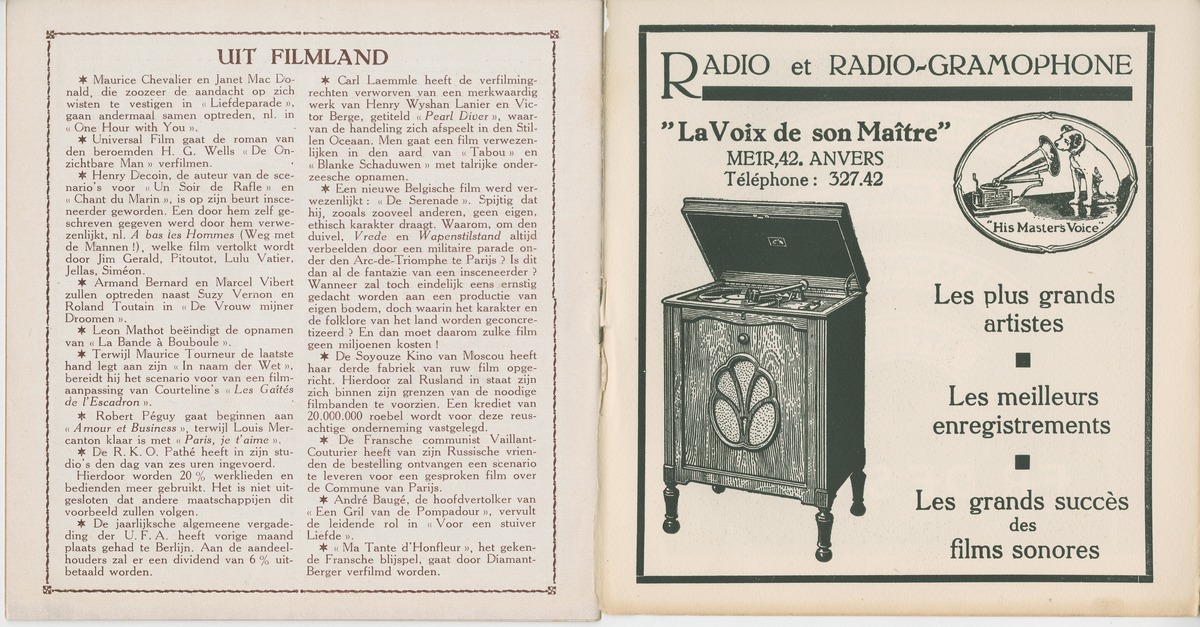 UIT FILMLAND
✶ Maurice Chevalier en Janet Mac Do-
nald, die zoozeer de aandacht op zich
wisten te vestigen in « Liefdeparade »,
gaan andermaal samen optreden, nl. in
« One Hour with You ».
✶ Universal Film gaat de roman van
den beroemden H. G. Wells « De On-
zichtbare Man » verfilmen.
✶ Henry Decoin, de auteur van de sce-
nario's voor « Un Soir de Rafle » en
« Chant du Marin », is op zijn beurt insce-
neerder geworden. Een door hem zelf ge-
schreven gegeven werd door hem verwe-
zenlijkt, nl. A bas les Hommes (Weg met
de Mannen !), welke film vertolkt wordt
door Jim Gerald, Pitoutot, Lulu Vatier,
Jellas, Siméon.
✶ Armand Bernard en Marcel Vibert
zullen optreden naast Suzy Vernon en
Roland Toutain in « De Vrouw mijner
Droomen ».
✶ Leon Mathot beëindigt de opnamen
van « La Bande à Bouboule ».
✶ Terwijl Maurice Tourneur de laatste
hand legt aan zijn « In naam der Wet »,
bereidt hij het scenario voor van een film-
aanpassing van Courteline's « Les Gaîtés
de l'Escadron ».
✶ Robert Péguy gaat beginnen aan
« Amour et Business », terwijl Louis Mer-
canton klaar is met « Paris, je t'aime ».
✶ De R. K. O. Pathé heeft in zijn stu-
dio's den dag van zes uren ingevoerd.
Hierdoor worden 20 % werklieden en
bedienden meer gebruikt. Het is niet uit-
gesloten dat andere maatschappijen dit
voorbeeld zullen volgen.
✶ De jaarlijksche algemeene vergade-
ding der U. F. A. heeft vorige maand
plaats gehad te Berlijn. Aan de aandeel-
houders zal er een dividend van 6 % uit-
betaald worden.
✶ Carl Laemmle heeft de verfilming-
rechten verworven van een merkwaardig
werk van Henry Wyshan Lanier en Vic-
tor Berge, getiteld « Pearl Diver », waar-
van de handeling zich afspeelt in den Stil-
len Oceaan. Men gaat een film verwezen-
lijken in den aard van « Tabou » en
« Blanke Schaduwen » met talrijke onder-
zeesche opnamen.
✶ Een nieuwe Belgische film werd ver-
wezenlijkt : « De Serenade ». Spijtig dat
hij, zooals zooveel anderen, geen eigen,
ethisch karakter draagt. Waarom, om den
duivel, Vrede en Wapenstilstand altijd
verbeelden door een militaire parade on-
der den Arc-de-Triomphe te Parijs ? Is dit
dan al de fantazie van een insceneerder ?
Wanneer zal toch eindelijk eens ernstig
gedacht worden aan een productie van
eigen bodem, doch waarin het karakter en
de folklore van het land worden geconcre-
tizeerd ? En dan moet daarom zulke film
geen miljoenen kosten !
✶ De Soyouze Kino van Moscou heeft
haar derde fabriek van ruw film opge-
richt. Hierdoor zal Rusland in staat zijn
zich binnen zijn grenzen van de noodige
filmbanden te voorzien. Een krediet van
20.000.000 roebel wordt voor deze reus-
achtige onderneming vastgelegd.
✶ De Fransche communist Vaillant-
Couturier heeft van zijn Russische vrien-
den de bestelling ontvangen een scenario
te leveren voor een gesproken film over
de Commune van Parijs.
✶ André Baugé, de hoofdvertolker van
« Een Gril van de Pompadour », vervult
de leidende rol in « Voor een stuiver
Liefde ».
✶ « Ma Tante d'Honfleur », het geken-
de Fransche blijspel, gaat door Diamant-
Berger verfilmd worden.
RADIO et RADIO-GRAMOPHONE
"La Voix de son Maître"
MEIR, 42. ANVERS
Téléphone : 327.42
"His Master's Voice"
Les plus grands
artistes
Les meilleurs
enregistrements
Les grands succès
des
films sonores